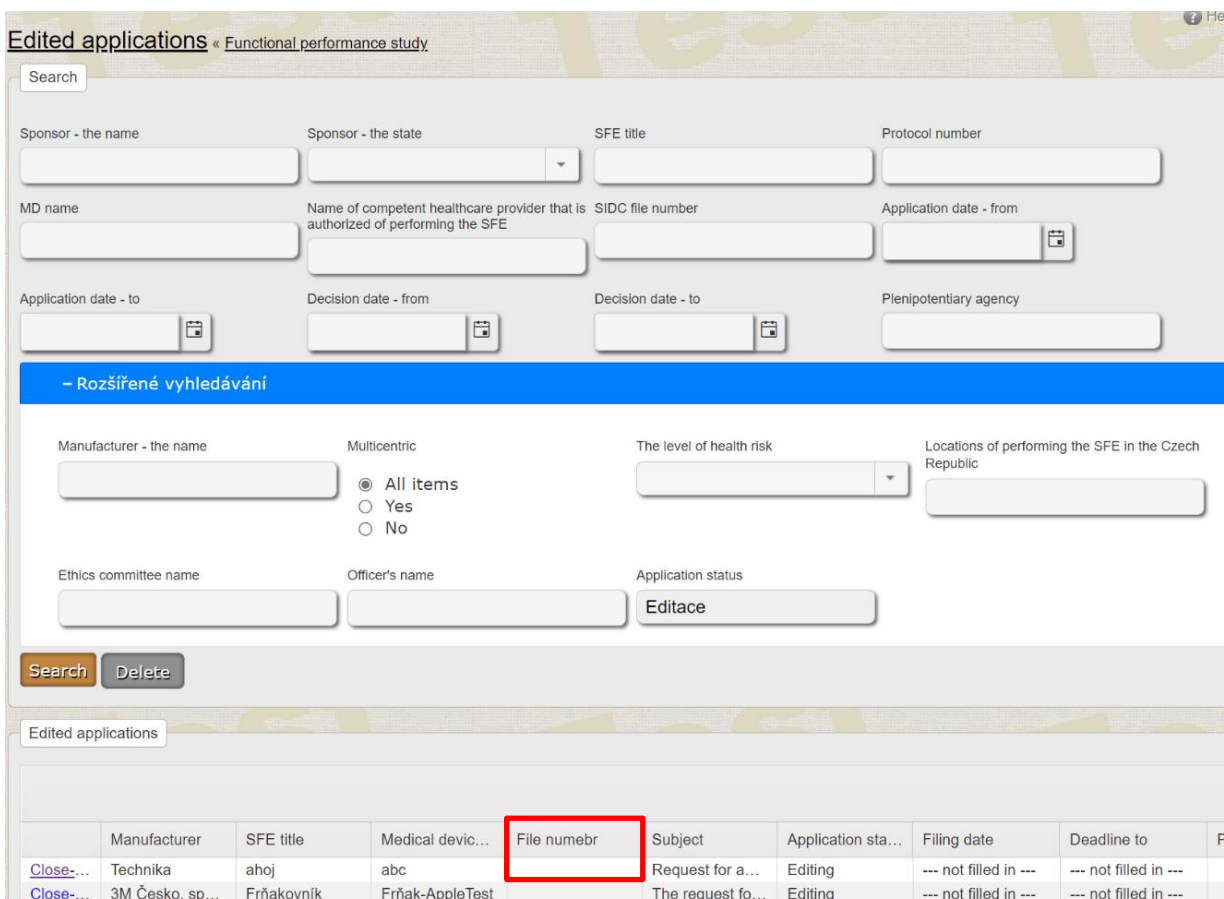 He
Edited applications « Functional performance study
Search
Sponsor - the name
Sponsor - the state
SFE title
Protocol number
MD name
Name of competent healthcare provider that is
authorized of performing the SFE
SIDC file number
Application date - from
Application date - to
Decision date - from
Decision date - to
Plenipotentiary agency
– Rozšířené vyhledávání
Manufacturer - the name
Multicentric
All items
Yes
No
The level of health risk
Locations of performing the SFE in the Czech
Republic
Ethics committee name
Officer's name
Application status
Editace
Search Delete
Edited applications
Manufacturer SFE title Medical devic... File numebr Subject Application sta... Filing date Deadline to
Close-... Technika ahoj abc Request for a... Editing --- not filled in --- --- not filled in ---
Close-... 3M Česko, sp... Frňakovník Frňak-AppleTest The request fo... Editing --- not filled in --- --- not filled in ---